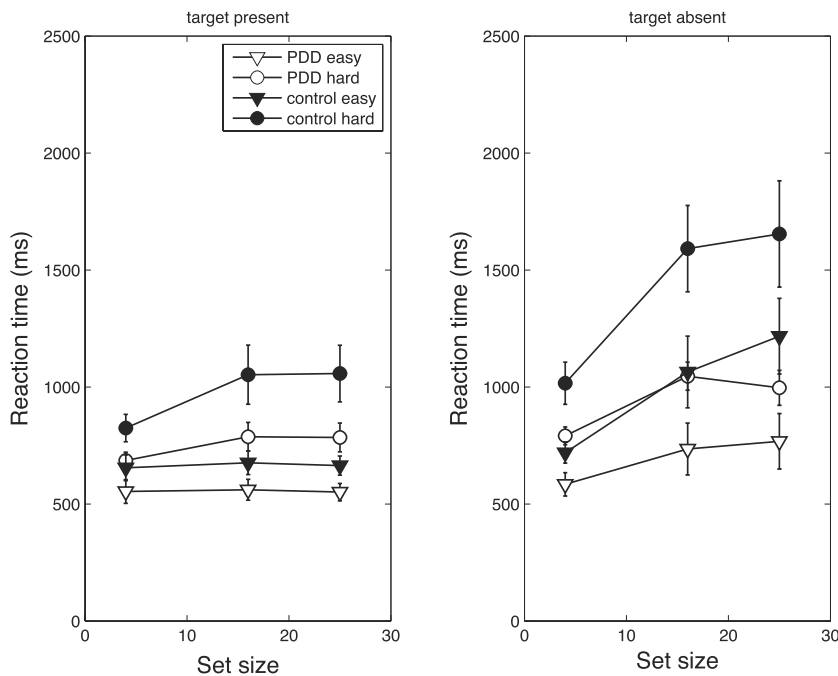 target present
2500
2000
1500
1000
500
0
0 10 20 30
Reaction time (ms)
Set size
PDD easy
PDD hard
control easy
control hard
target absent
2500
2000
1500
1000
500
0
0 10 20 30
Reaction time (ms)
Set size